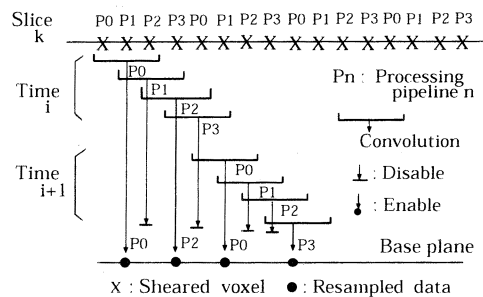 Slice k P0 P1 P2 P3 P0 P1 P2 P3 P0 P1 P2 P3 P0 P1 P2 P3
X X X X X X X X X X X X X X X X
Time i
P0
P1
P2
P3
Pn : Processing pipeline n
Convolution
Time i+1
P0
P1
P2
: Disable
: Enable
P0 P2 P0 P3
Base plane
X : Sheared voxel ● : Resampled data